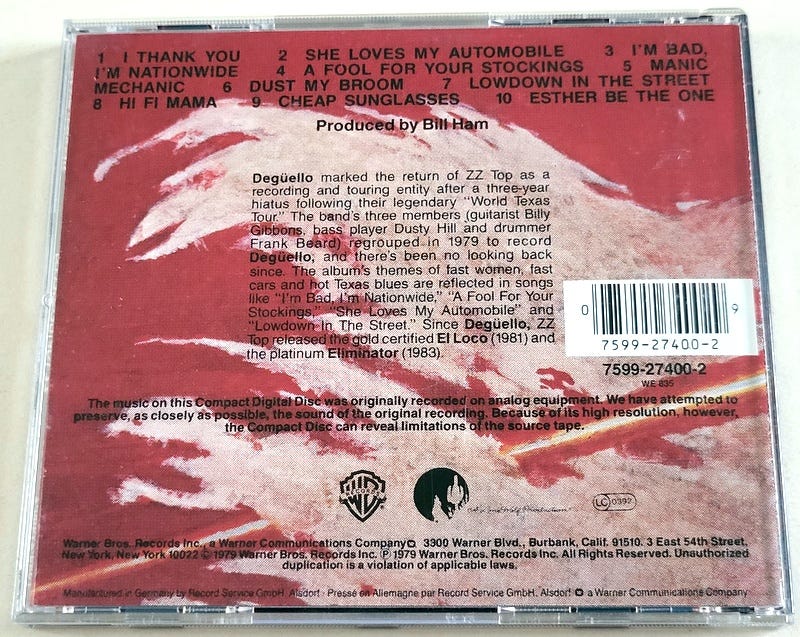 1 I THANK YOU 2 SHE LOVES MY AUTOMOBILE 3 I'M BAD,
I'M NATIONWIDE 4 A FOOL FOR YOUR STOCKINGS 5 MANIC
MECHANIC 6 DUST MY BROOM 7 LOWDOWN IN THE STREET
8 HI FI MAMA 9 CHEAP SUNGLASSES 10 ESTHER BE THE ONE
Produced by Bill Ham
Degüello marked the return of ZZ Top as a
recording and touring entity after a three-year
hiatus following their legendary "World Texas
Tour." The band's three members (guitarist Billy
Gibbons, bass player Dusty Hill and drummer
Frank Beard) regrouped in 1979 to record
Degüello, and there's been no looking back
since. The album's themes of fast women, fast
cars and hot Texas blues are reflected in songs
like "I'm Bad, I'm Nationwide," "A Fool For Your
Stockings," "She Loves My Automobile" and
"Lowdown In The Street." Since Degüello, ZZ
Top released the gold certified El Loco (1981) and
the platinum Eliminator (1983).
0 9
7599-27400-2
7599-27400-2
W.E 835
The music on this Compact Digital Disc was originally recorded on analog equipment. We have attempted to
preserve, as closely as possible, the sound of the original recording. Because of its high resolution, however,
the Compact Disc can reveal limitations of the source tape.
WB
RECORDS
LC 0392
Warner Bros. Records Inc., a Warner Communications Company 3300 Warner Blvd., Burbank, Calif. 91510. 3 East 54th Street,
New York, New York 10022 © 1979 Warner Bros. Records Inc. ℗ 1979 Warner Bros. Records Inc. All Rights Reserved. Unauthorized
duplication is a violation of applicable laws.
Manufactured in Germany by Record Service GmbH, Alsdorf · Pressé en Allemagne par Record Service GmbH, Alsdorf a Warner Communications Company